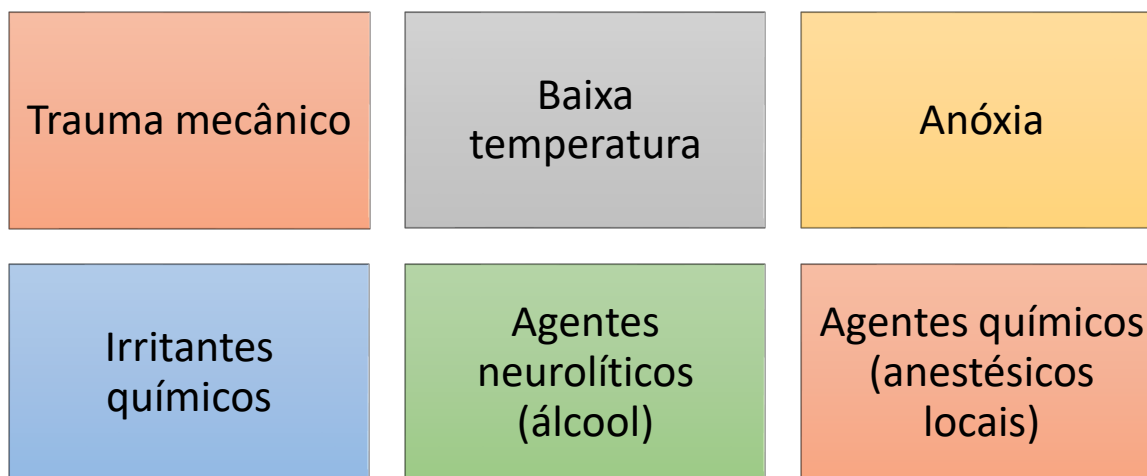 Trauma mecânico
Baixa
temperatura
Anóxia
Irritantes
químicos
Agentes
neurolíticos
(álcool)
Agentes químicos
(anestésicos
locais)